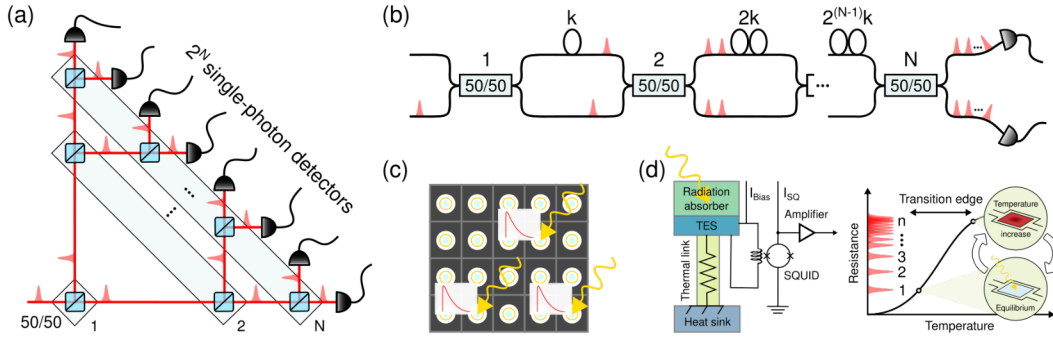 (a)
2^N single-photon detectors
...
...
50/50
1
2
N
(b)
1
50/50
k
2
50/50
2k
...
2^(N-1)k
N
50/50
...
...
(c)
(d)
Radiation
absorber
TES
Thermal link
Heat sink
I_Bias
I_SQ
Amplifier
SQUID
Resistance
Transition edge
n
...
3
2
1
Temperature
increase
Equilibrium
Temperature